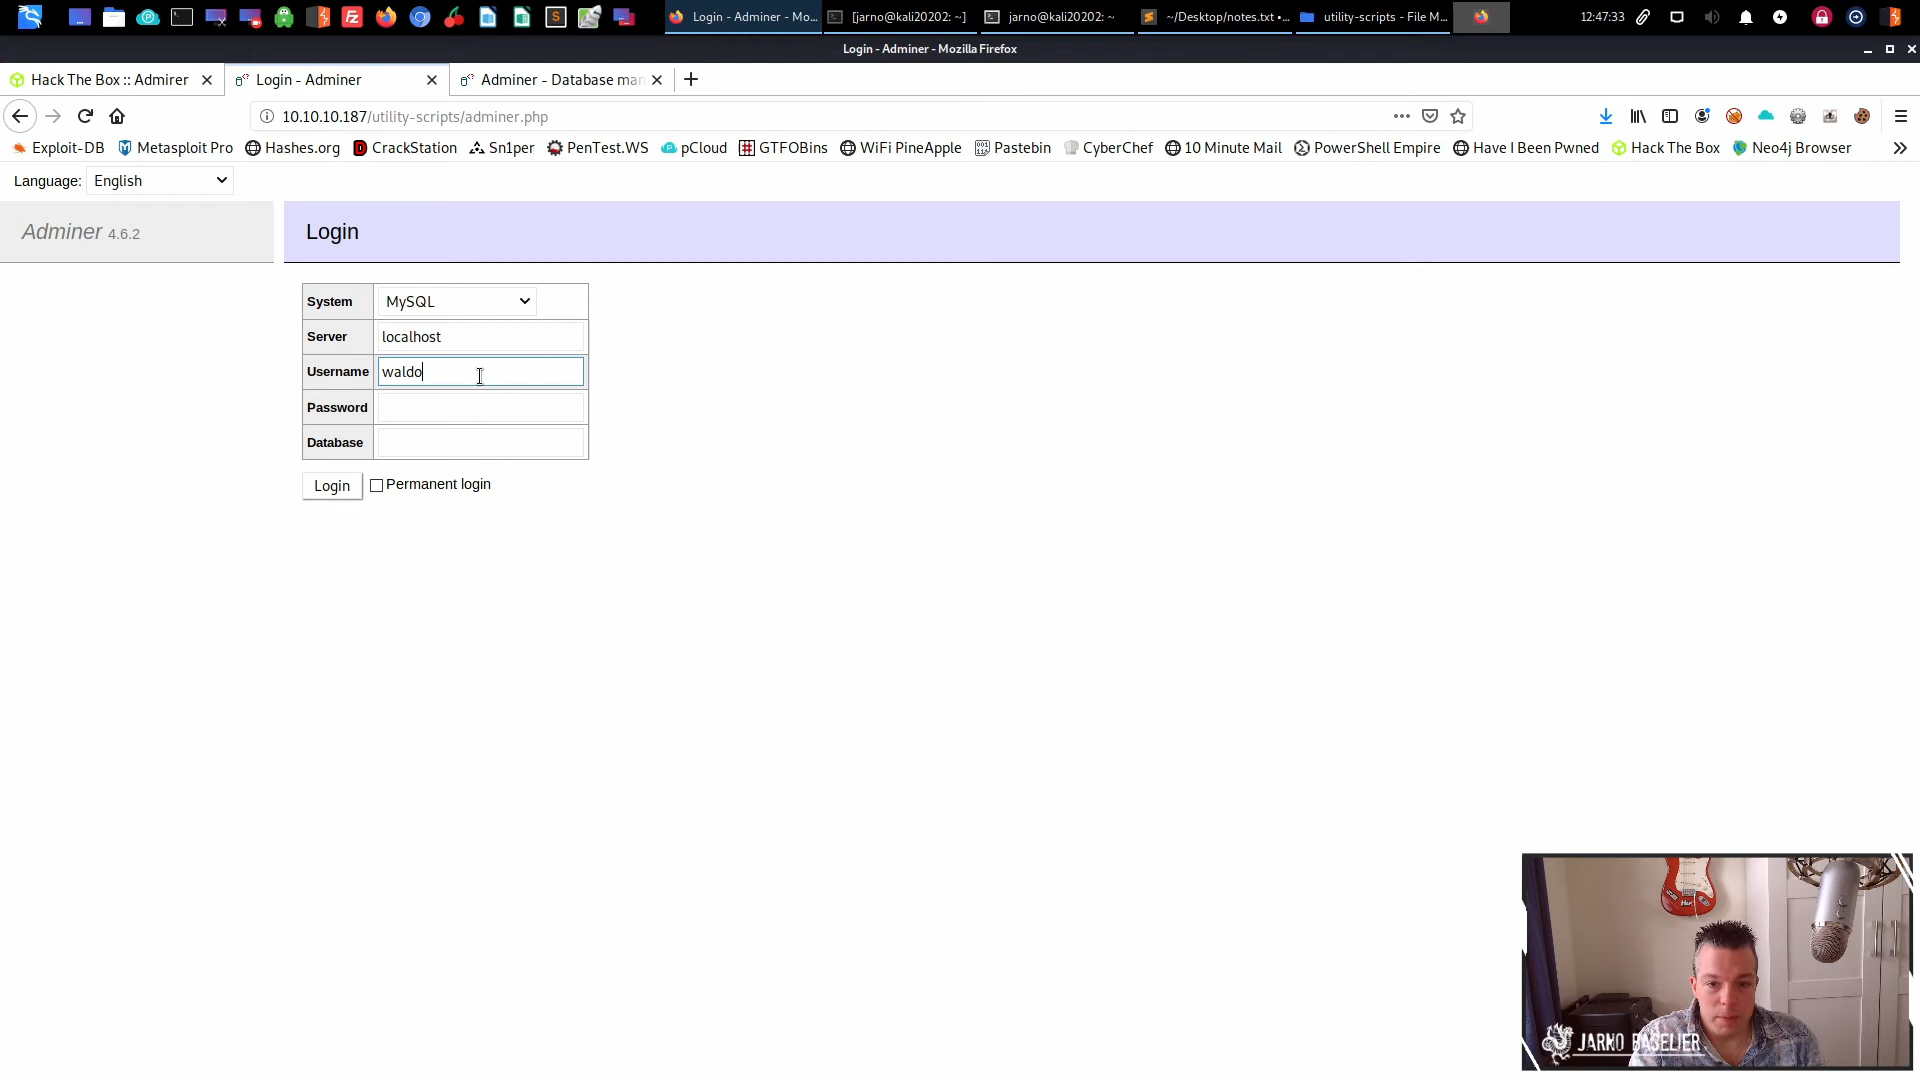 Login - Adminer - Mo...
[jarno@kali20202: ~]
jarno@kali20202: ~
~/Desktop/notes.txt •...
utility-scripts - File M...
12:47:33
Login - Adminer - Mozilla Firefox
Hack The Box :: Admirer
Login - Adminer
Adminer - Database man
10.10.10.187/utility-scripts/adminer.php
Exploit-DB
Metasploit Pro
Hashes.org
CrackStation
Sn1per
PenTest.WS
pCloud
GTFOBins
WiFi PineApple
Pastebin
CyberChef
10 Minute Mail
PowerShell Empire
Have I Been Pwned
Hack The Box
Neo4j Browser
Language: English
Adminer 4.6.2
Login
System MySQL
Server localhost
Username waldo
Password
Database
Login Permanent login
JARNO BASELIER